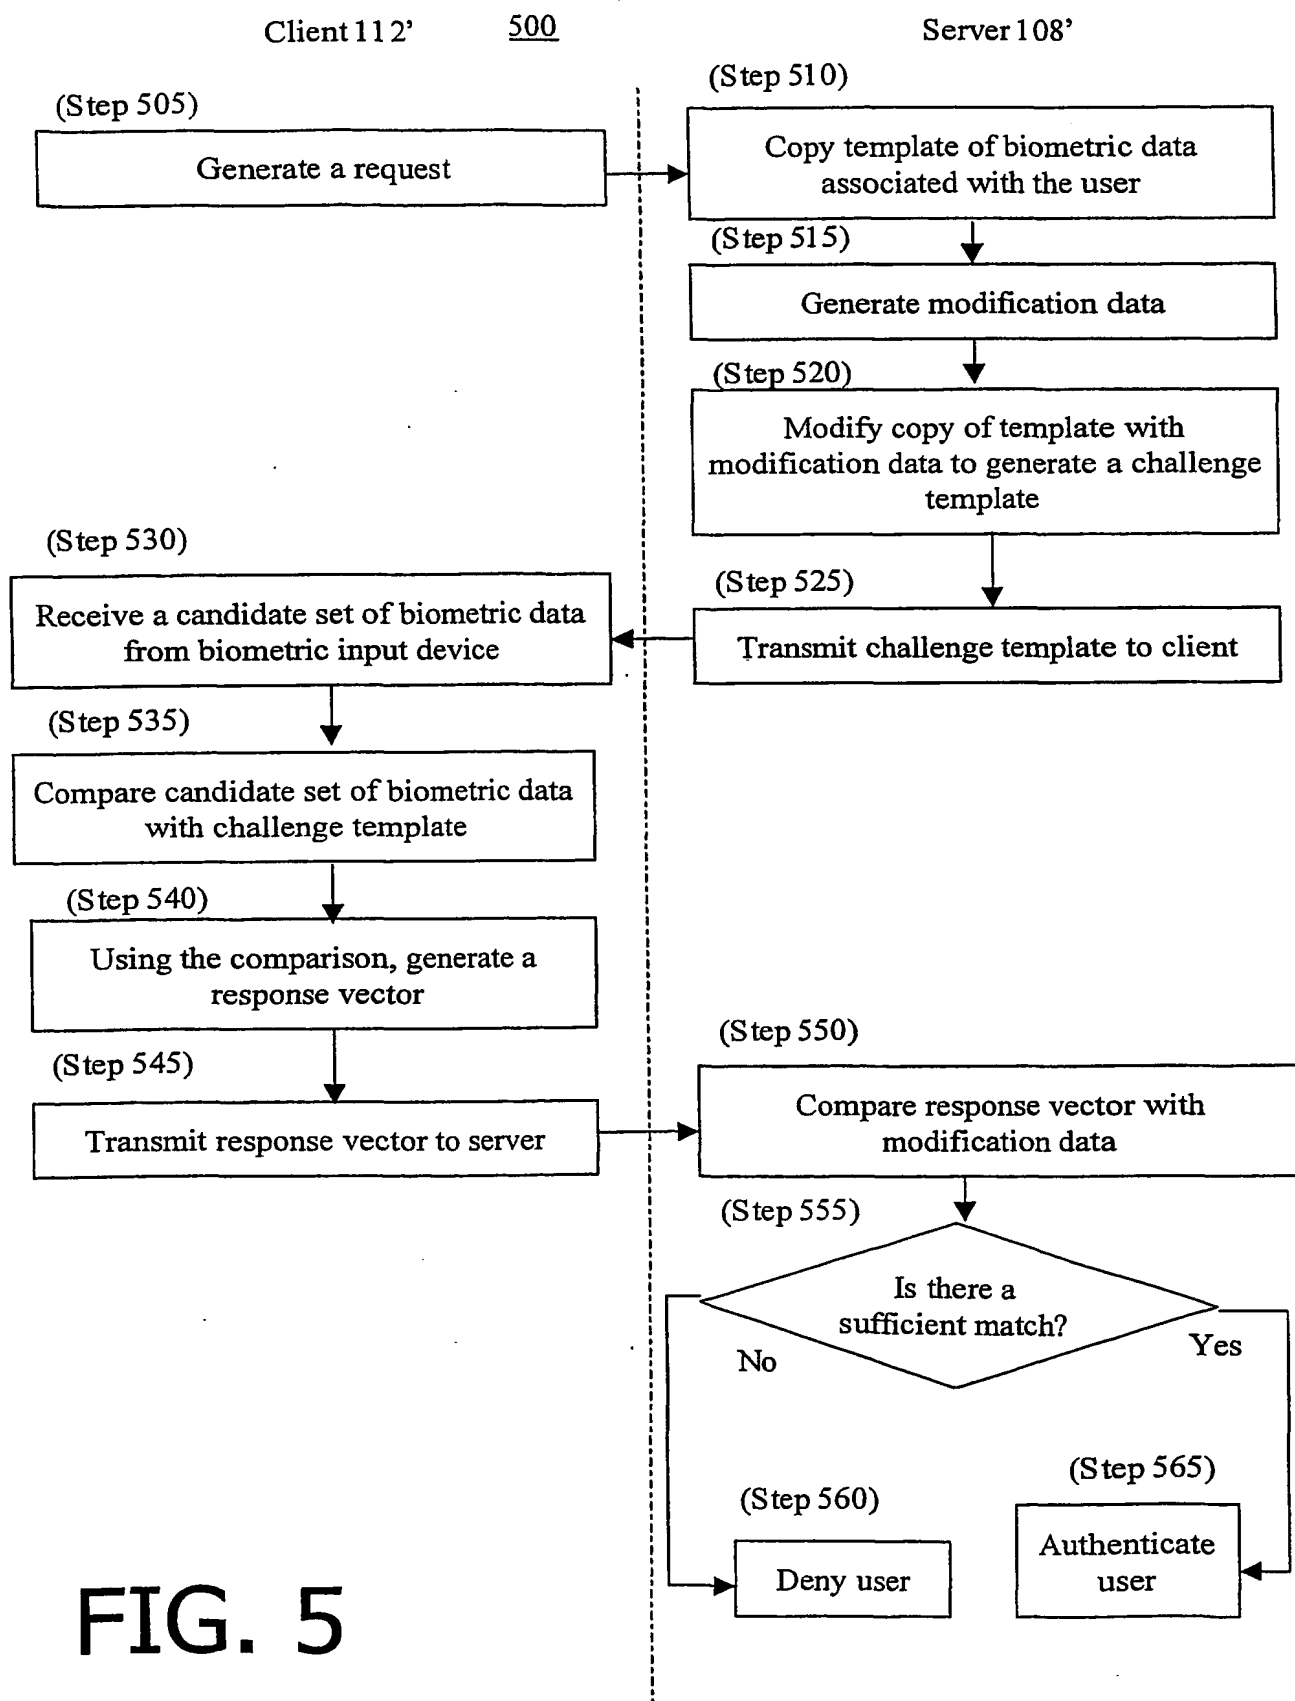 Client 112'
500
Server 108'
(Step 505)
Generate a request
(Step 510)
Copy template of biometric data
associated with the user
(Step 515)
Generate modification data
(Step 520)
Modify copy of template with
modification data to generate a challenge
template
(Step 525)
Transmit challenge template to client
(Step 530)
Receive a candidate set of biometric data
from biometric input device
(Step 535)
Compare candidate set of biometric data
with challenge template
(Step 540)
Using the comparison, generate a
response vector
(Step 545)
Transmit response vector to server
(Step 550)
Compare response vector with
modification data
(Step 555)
Is there a
sufficient match?
No
Yes
(Step 560)
Deny user
(Step 565)
Authenticate
user
FIG. 5